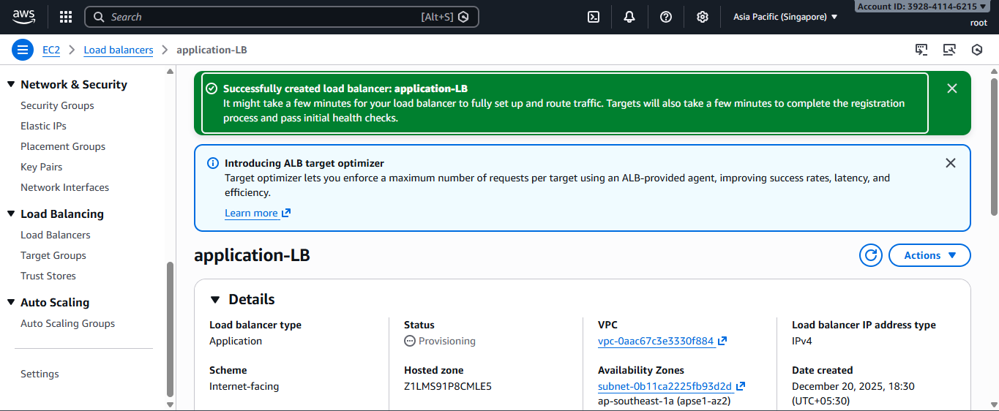 aws
Search
[Alt+S]
Asia Pacific (Singapore)
Account ID: 3928-4114-6215
root
EC2
Load balancers
application-LB
Network & Security
Security Groups
Elastic IPs
Placement Groups
Key Pairs
Network Interfaces
Load Balancing
Load Balancers
Target Groups
Trust Stores
Auto Scaling
Auto Scaling Groups
Settings
Successfully created load balancer: application-LB
It might take a few minutes for your load balancer to fully set up and route traffic. Targets will also take a few minutes to complete the registration
process and pass initial health checks.
Introducing ALB target optimizer
Target optimizer lets you enforce a maximum number of requests per target using an ALB-provided agent, improving success rates, latency, and
efficiency.
Learn more
application-LB
Actions
Details
Load balancer type
Application
Status
Provisioning
VPC
vpc-0aac67c3e3330f884
Load balancer IP address type
IPv4
Scheme
Internet-facing
Hosted zone
Z1LMS91P8CMLE5
Availability Zones
subnet-0b11ca2225fb93d2d
ap-southeast-1a (apse1-az2)
Date created
December 20, 2025, 18:30
(UTC+05:30)